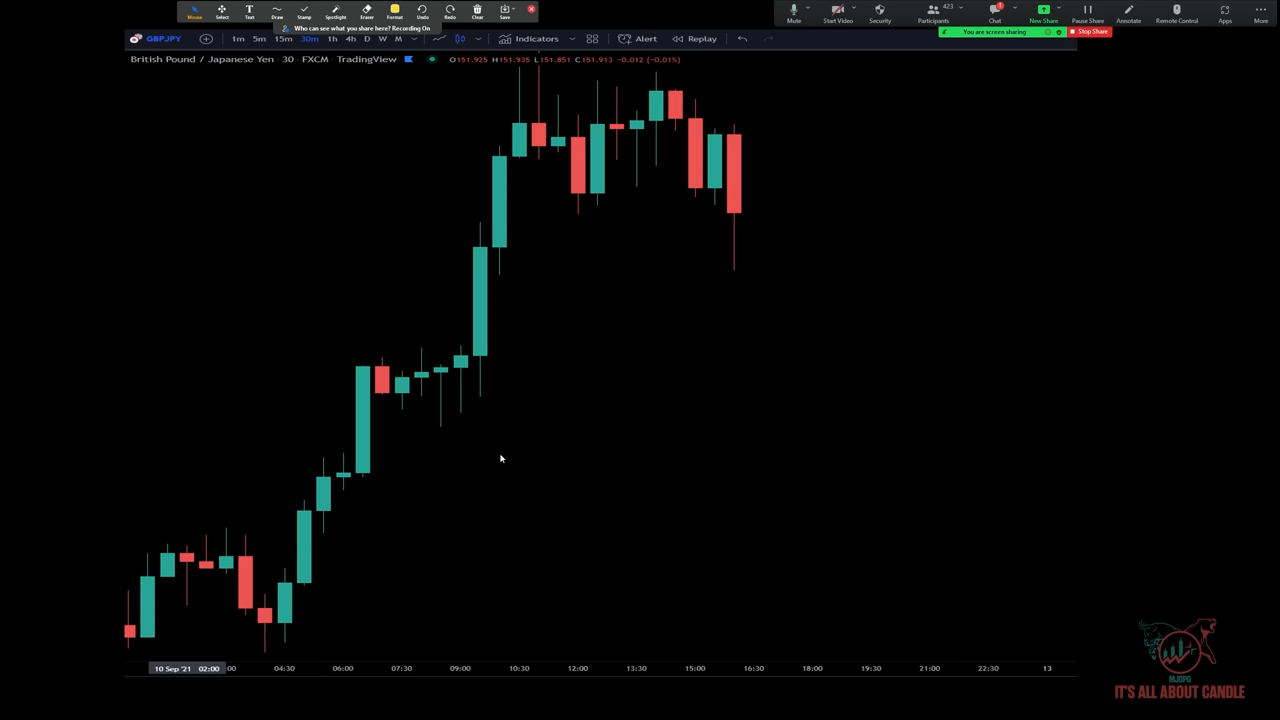 Mouse Select Text Draw Stamp Spotlight Eraser Format Undo Redo Clear Save
Who can see what you share here? Recording On
Mute Start Video Security Participants 423 Chat 1 New Share Pause Share Annotate Remote Control Apps More
You are screen sharing Stop Share
GBPJPY 1m 5m 15m 30m 1h 4h D W M Indicators Alert Replay
British Pound / Japanese Yen · 30 · FXCM · TradingView O151.925 H151.935 L151.851 C151.913 −0.012 (−0.01%)
10 Sep '21 02:00 :00 04:30 06:00 07:30 09:00 10:30 12:00 13:30 15:00 16:30 18:00 19:30 21:00 22:30 13
MJOPO
IT'S ALL ABOUT CANDLE